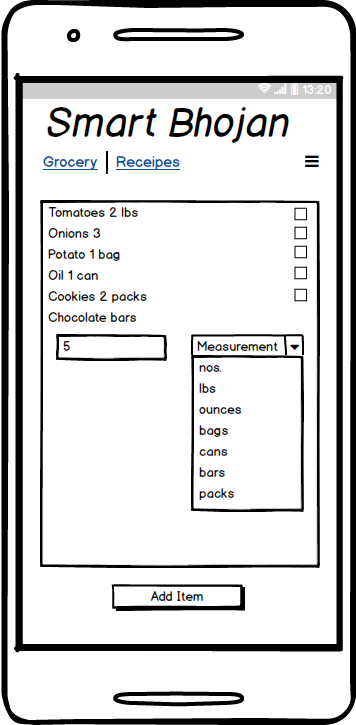 13:20
Smart Bhojan
Grocery | Receipes
Tomatoes 2 lbs
Onions 3
Potato 1 bag
Oil 1 can
Cookies 2 packs
Chocolate bars
5 Measurement
nos.
lbs
ounces
bags
cans
bars
packs
Add Item